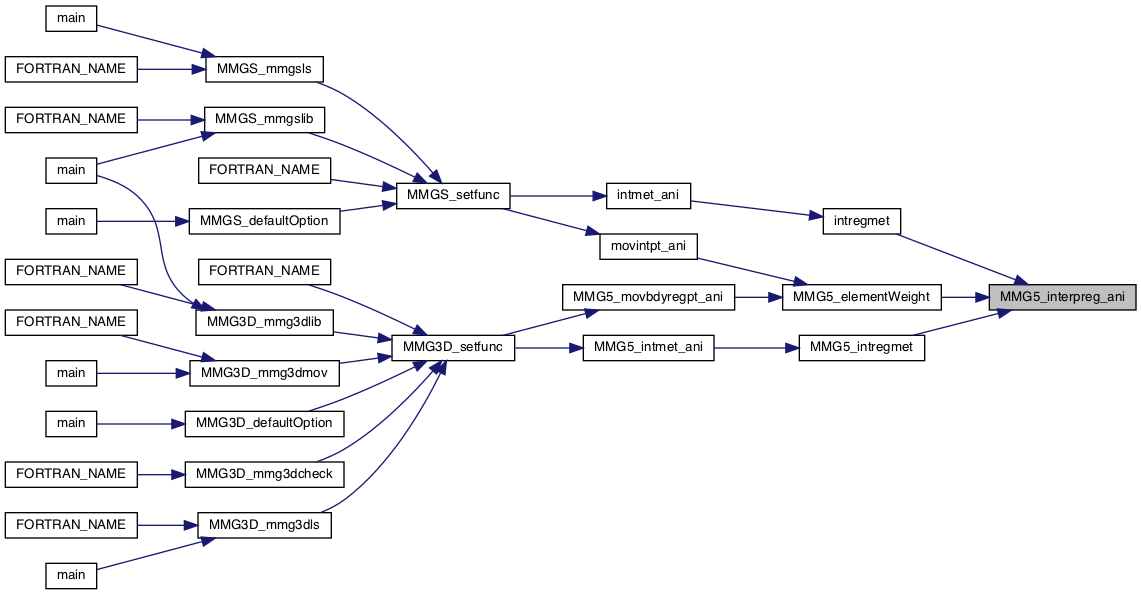 main
FORTRAN_NAME
MMGS_mmgsls
FORTRAN_NAME
MMGS_mmgslib
main
FORTRAN_NAME
MMGS_setfunc
intmet_ani
main
MMGS_defaultOption
intregmet
movintpt_ani
FORTRAN_NAME
FORTRAN_NAME
MMG5_movbdyregpt_ani
MMG5_elementWeight
MMG5_interpreg_ani
FORTRAN_NAME
MMG3D_mmg3dlib
MMG3D_setfunc
MMG5_intmet_ani
MMG5_intregmet
main
MMG3D_mmg3dmov
main
MMG3D_defaultOption
FORTRAN_NAME
MMG3D_mmg3dcheck
FORTRAN_NAME
MMG3D_mmg3dls
main